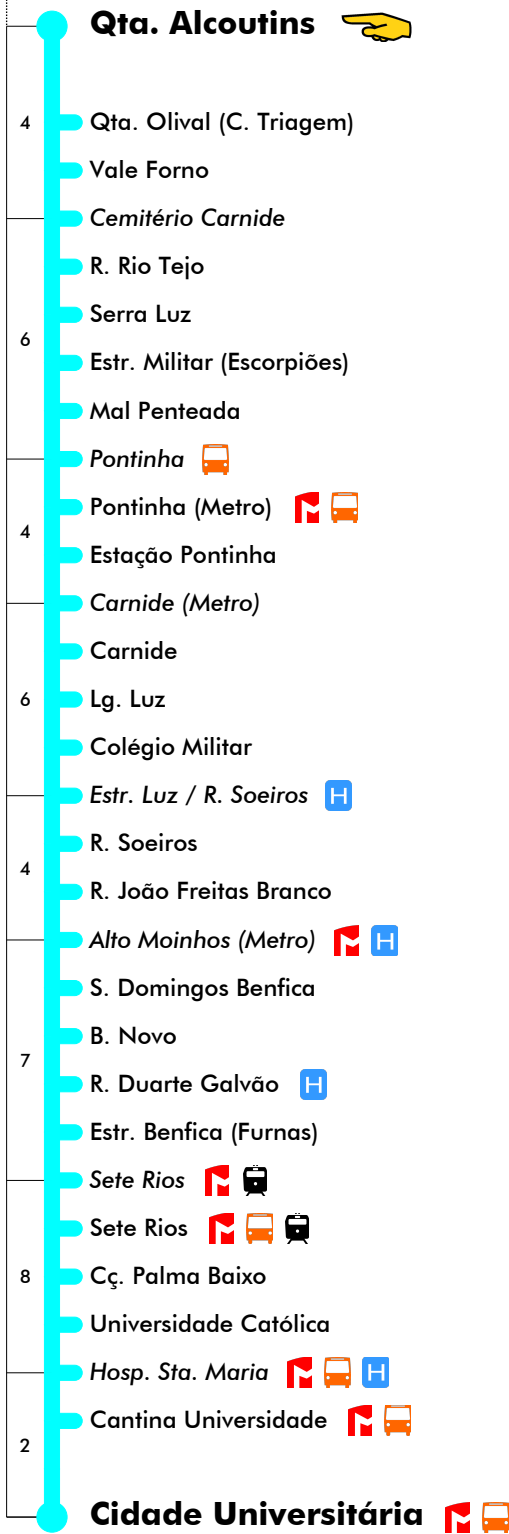 Qta. Alcoutins
4
Qta. Olival (C. Triagem)
Vale Forno
Cemitério Carnide
R. Rio Tejo
Serra Luz
6
Estr. Militar (Escorpiões)
Mal Penteada
Pontinha
Pontinha (Metro)
4
Estação Pontinha
Carnide (Metro)
Carnide
6
Lg. Luz
Colégio Militar
Estr. Luz / R. Soeiros H
R. Soeiros
4
R. João Freitas Branco
Alto Moinhos (Metro) H
S. Domingos Benfica
B. Novo
7
R. Duarte Galvão H
Estr. Benfica (Furnas)
Sete Rios
Sete Rios
8
Cç. Palma Baixo
Universidade Católica
Hosp. Sta. Maria H
Cantina Universidade
2
Cidade Universitária